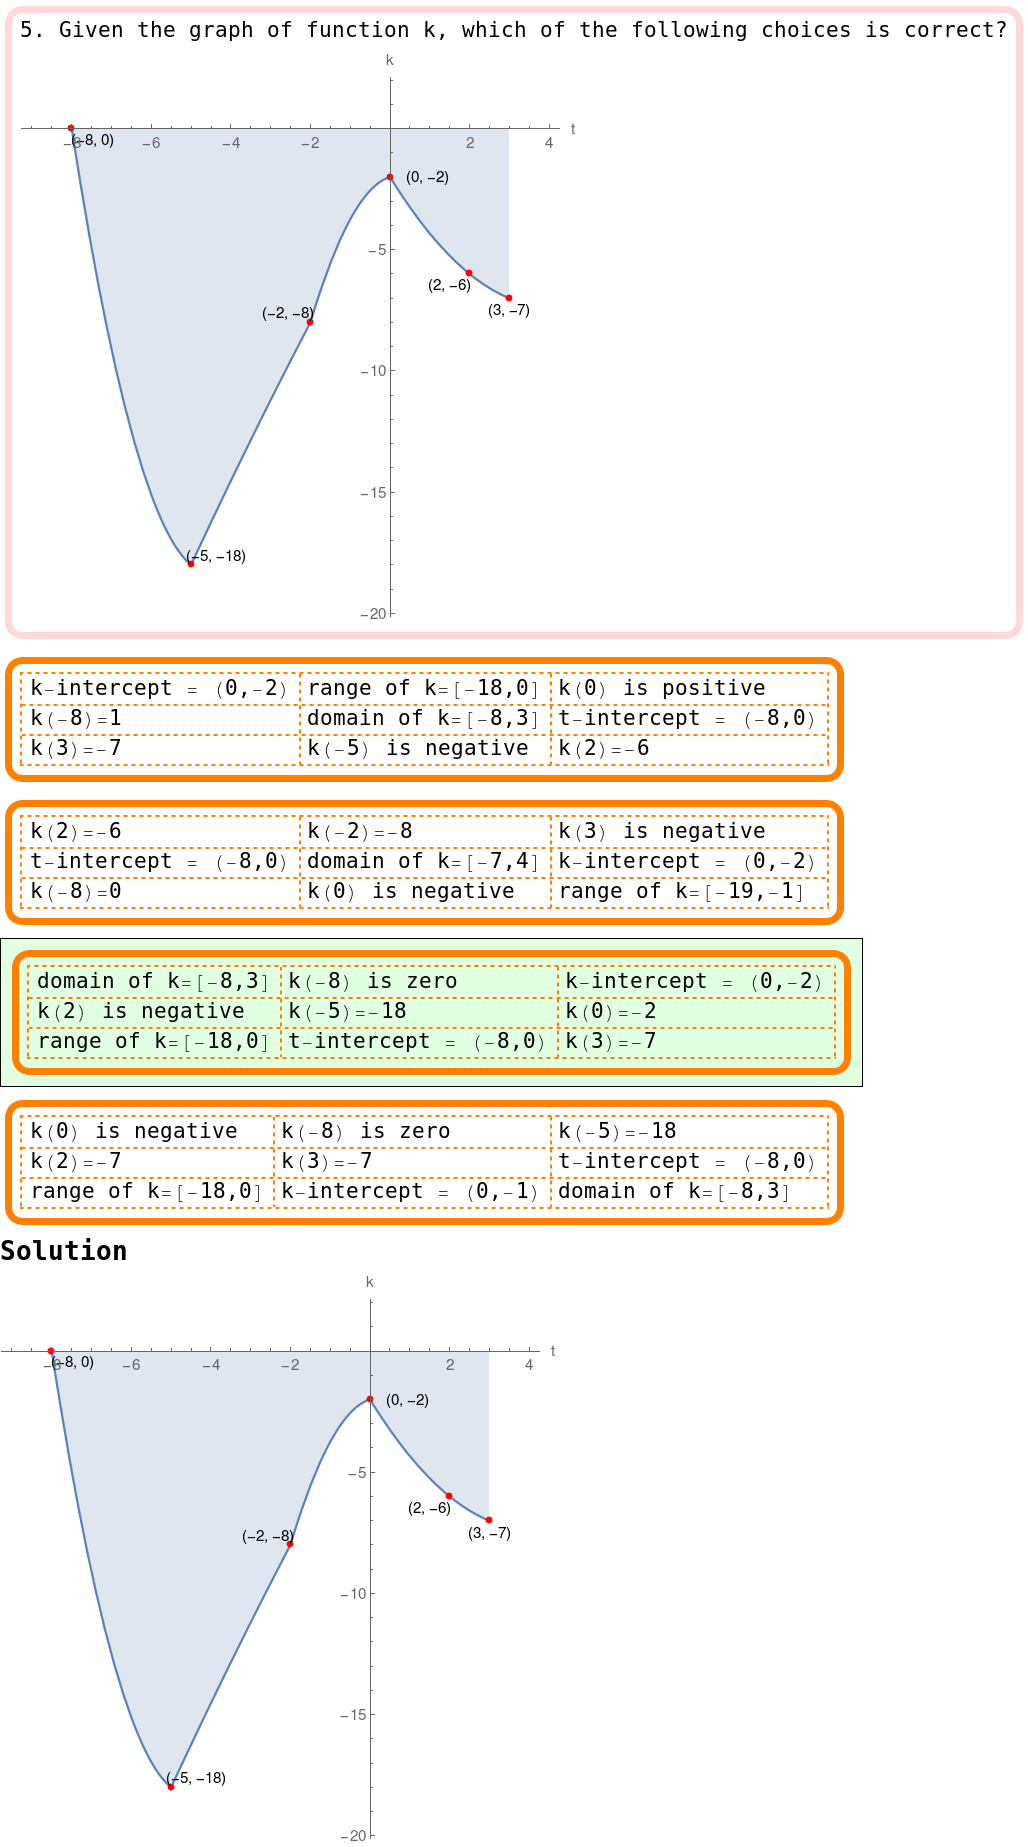 5. Given the graph of function k, which of the following choices is correct?
k
t
(−8, 0)
−8 −6 −4 −2 2 4
(0, −2)
−5
(2, −6)
(3, −7)
(−2, −8)
−10
−15
(−5, −18)
−20
k-intercept = (0,-2) range of k=[-18,0] k(0) is positive
k(-8)=1 domain of k=[-8,3] t-intercept = (-8,0)
k(3)=-7 k(-5) is negative k(2)=-6
k(2)=-6 k(-2)=-8 k(3) is negative
t-intercept = (-8,0) domain of k=[-7,4] k-intercept = (0,-2)
k(-8)=0 k(0) is negative range of k=[-19,-1]
domain of k=[-8,3] k(-8) is zero k-intercept = (0,-2)
k(2) is negative k(-5)=-18 k(0)=-2
range of k=[-18,0] t-intercept = (-8,0) k(3)=-7
k(0) is negative k(-8) is zero k(-5)=-18
k(2)=-7 k(3)=-7 t-intercept = (-8,0)
range of k=[-18,0] k-intercept = (0,-1) domain of k=[-8,3]
Solution
k
t
(−8, 0)
−8 −6 −4 −2 2 4
(0, −2)
−5
(2, −6)
(3, −7)
(−2, −8)
−10
−15
(−5, −18)
−20